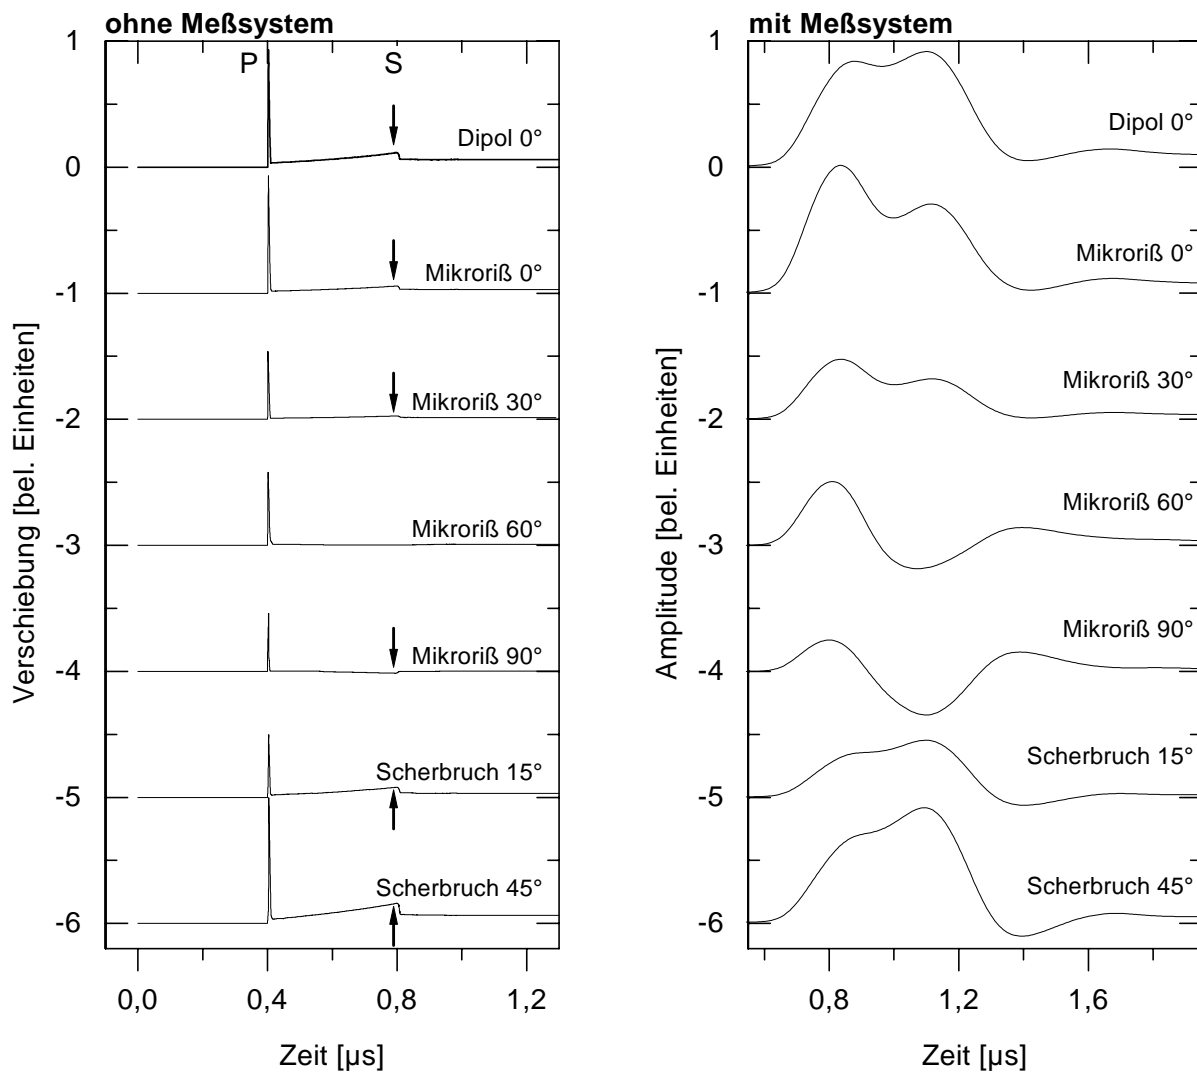 ohne Meßsystem
1
0
-1
-2
-3
-4
-5
-6
Verschiebung [bel. Einheiten]
P
S
Dipol 0°
Mikroriß 0°
Mikroriß 30°
Mikroriß 60°
Mikroriß 90°
Scherbruch 15°
Scherbruch 45°
0,0
0,4
0,8
1,2
Zeit [µs]
mit Meßsystem
1
0
-1
-2
-3
-4
-5
-6
Amplitude [bel. Einheiten]
Dipol 0°
Mikroriß 0°
Mikroriß 30°
Mikroriß 60°
Mikroriß 90°
Scherbruch 15°
Scherbruch 45°
0,8
1,2
1,6
Zeit [µs]